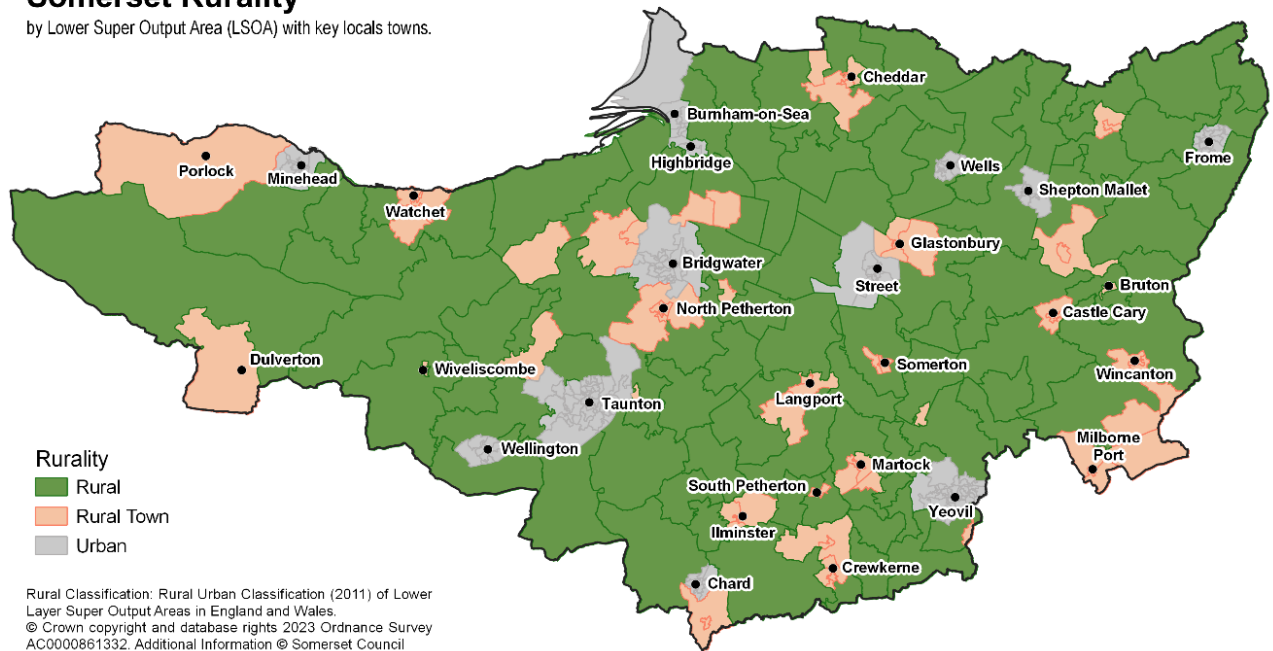 Somerset Rurality
by Lower Super Output Area (LSOA) with key locals towns.
Cheddar
Burnham-on-Sea
Highbridge
Frome
Wells
Porlock
Minehead
Shepton Mallet
Watchet
Glastonbury
Bridgwater
Street
Bruton
North Petherton
Castle Cary
Dulverton
Wiveliscombe
Somerton
Wincanton
Langport
Taunton
Milborne
Port
Wellington
Martock
South Petherton
Yeovil
Ilminster
Crewkerne
Chard
Rurality
Rural
Rural Town
Urban
Rural Classification: Rural Urban Classification (2011) of Lower
Layer Super Output Areas in England and Wales.
© Crown copyright and database rights 2023 Ordnance Survey
AC0000861332. Additional Information © Somerset Council